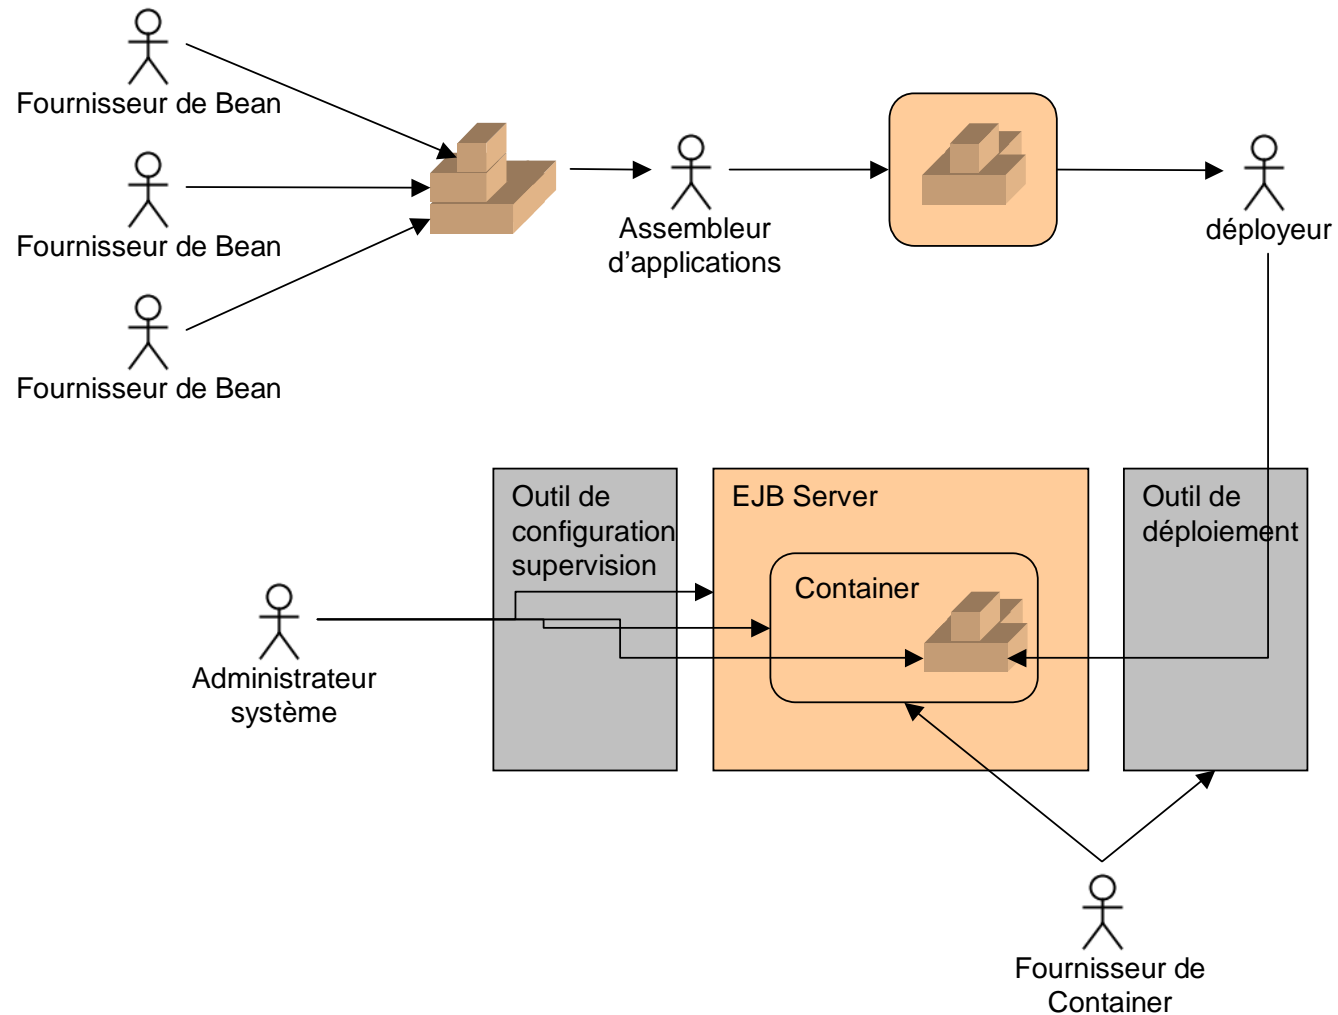 Fournisseur de Bean
Fournisseur de Bean
Fournisseur de Bean
Assembleur
d'applications
déployeur
Outil de
configuration
supervision
EJB Server
Container
Outil de
déploiement
Administrateur
système
Fournisseur de
Container